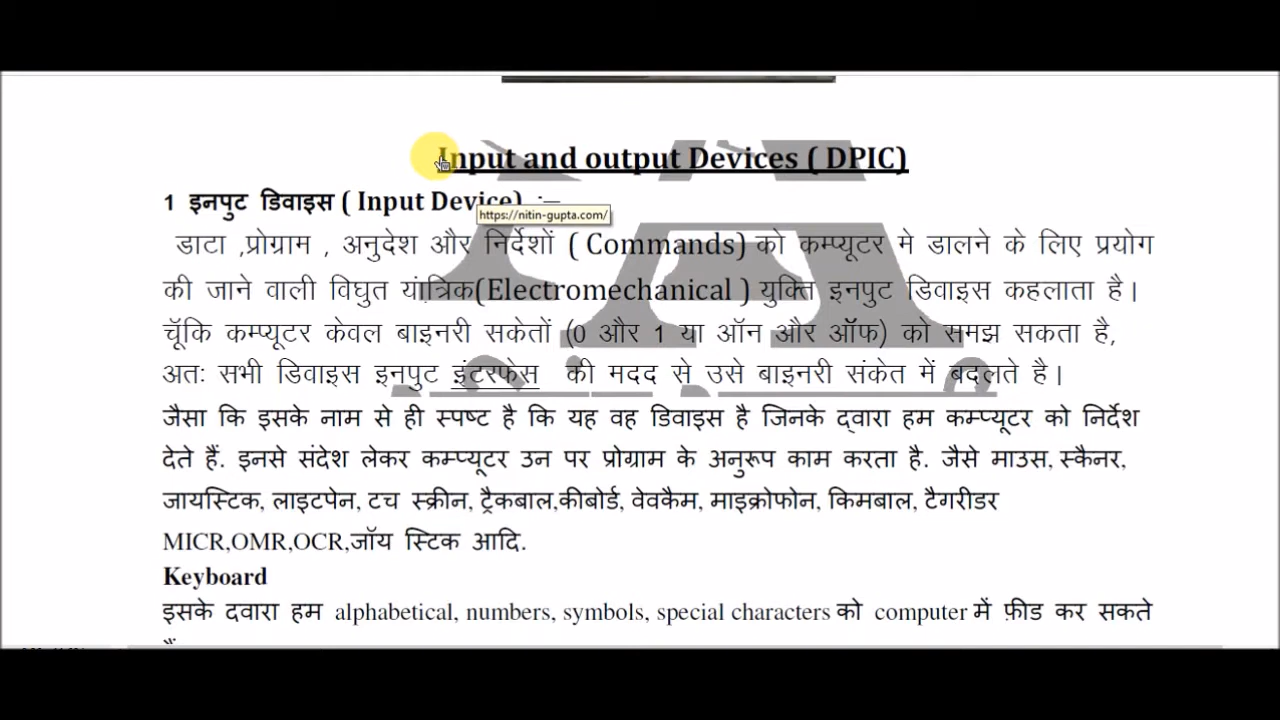 Input and output Devices ( DPIC)
1 इनपुट डिवाइस ( Input Device) :–
https://nitin-gupta.com/
डाटा ,प्रोग्राम , अनुदेश और निर्देशों ( Commands) को कम्प्यूटर मे डालने के लिए प्रयोग
की जाने वाली विघुत यांत्रिक(Electromechanical ) युक्ति इनपुट डिवाइस कहलाता है।
चूॅकि कम्प्यूटर केवल बाइनरी सकेतों (0 और 1 या ऑन और ऑफ) को समझ सकता है,
अतः सभी डिवाइस इनपुट इंटरफेस की मदद से उसे बाइनरी संकेत में बदलते है।
जैसा कि इसके नाम से ही स्पष्ट है कि यह वह डिवाइस है जिनके द्वारा हम कम्प्यूटर को निर्देश
देते हैं. इनसे संदेश लेकर कम्प्यूटर उन पर प्रोग्राम के अनुरूप काम करता है. जैसे माउस, स्कैनर,
जायस्टिक, लाइटपेन, टच स्क्रीन, ट्रैकबाल,कीबोर्ड, वेवकैम, माइक्रोफोन, किमबाल, टैगरीडर
MICR,OMR,OCR,जॉय स्टिक आदि.
Keyboard
इसके दवारा हम alphabetical, numbers, symbols, special characters को computer में फ़ीड कर सकते